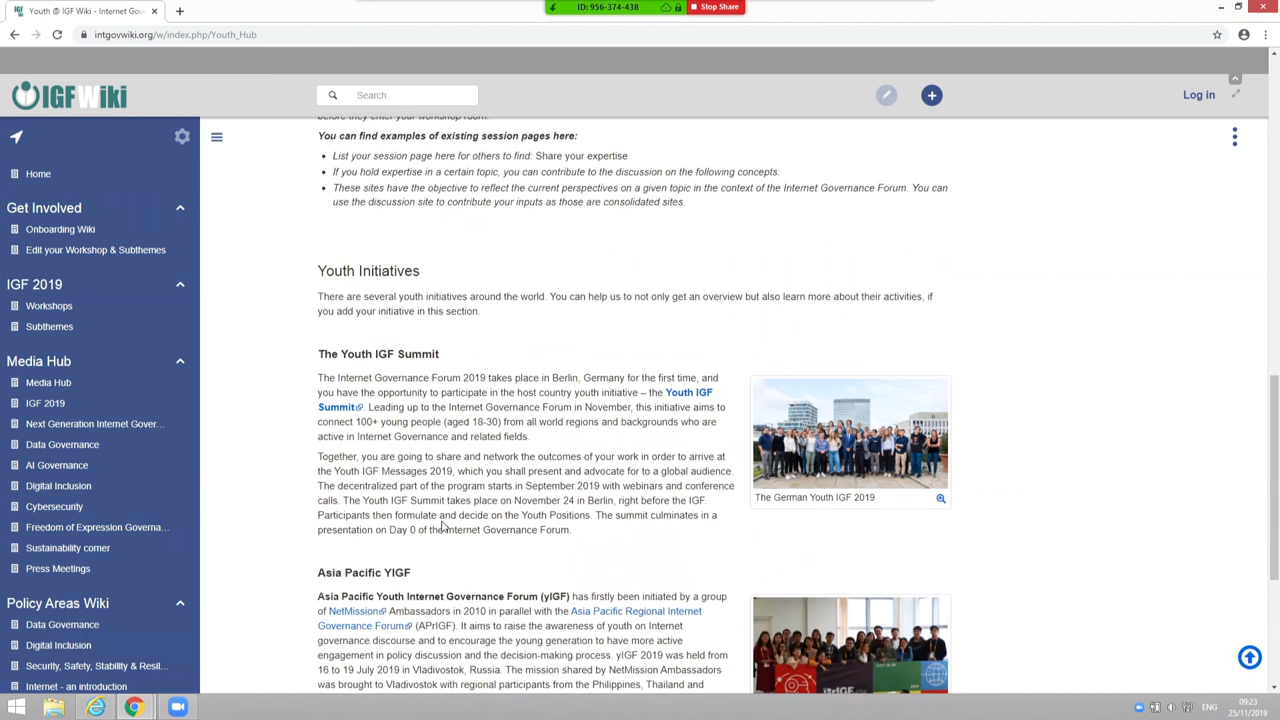 Youth @ IGF Wiki - Internet Gov
ID: 956-374-438
Stop Share
intgovwiki.org/w/index.php/Youth_Hub
IGFWiki
Search
Log in
Home
Get Involved
Onboarding Wiki
Edit your Workshop & Subthemes
IGF 2019
Workshops
Subthemes
Media Hub
Media Hub
IGF 2019
Next Generation Internet Gover...
Data Governance
AI Governance
Digital Inclusion
Cybersecurity
Freedom of Expression Governa...
Sustainability corner
Press Meetings
Policy Areas Wiki
Data Governance
Digital Inclusion
Security, Safety, Stability & Resil...
Internet - an introduction
before they enter your workshop room.
You can find examples of existing session pages here:
List your session page here for others to find: Share your expertise
If you hold expertise in a certain topic, you can contribute to the discussion on the following concepts:
These sites have the objective to reflect the current perspectives on a given topic in the context of the Internet Governance Forum. You can
use the discussion site to contribute your inputs as those are consolidated sites.
Youth Initiatives
There are several youth initiatives around the world. You can help us to not only get an overview but also learn more about their activities, if
you add your initiative in this section.
The Youth IGF Summit
The Internet Governance Forum 2019 takes place in Berlin, Germany for the first time, and
you have the opportunity to participate in the host country youth initiative – the Youth IGF
Summit. Leading up to the Internet Governance Forum in November, this initiative aims to
connect 100+ young people (aged 18-30) from all world regions and backgrounds who are
active in Internet Governance and related fields.
Together, you are going to share and network the outcomes of your work in order to arrive at
the Youth IGF Messages 2019, which you shall present and advocate for to a global audience.
The decentralized part of the program starts in September 2019 with webinars and conference
calls. The Youth IGF Summit takes place on November 24 in Berlin, right before the IGF.
Participants then formulate and decide on the Youth Positions. The summit culminates in a
presentation on Day 0 of the Internet Governance Forum.
The German Youth IGF 2019
Asia Pacific YIGF
Asia Pacific Youth Internet Governance Forum (yIGF) has firstly been initiated by a group
of NetMission Ambassadors in 2010 in parallel with the Asia Pacific Regional Internet
Governance Forum (APrIGF). It aims to raise the awareness of youth on Internet
governance discourse and to encourage the young generation to have more active
engagement in policy discussion and the decision-making process. yIGF 2019 was held from
16 to 19 July 2019 in Vladivostok, Russia. The mission shared by NetMission Ambassadors
was brought to Vladivostok with regional participants from the Philippines, Thailand and
ENG
09:23
25/11/2019